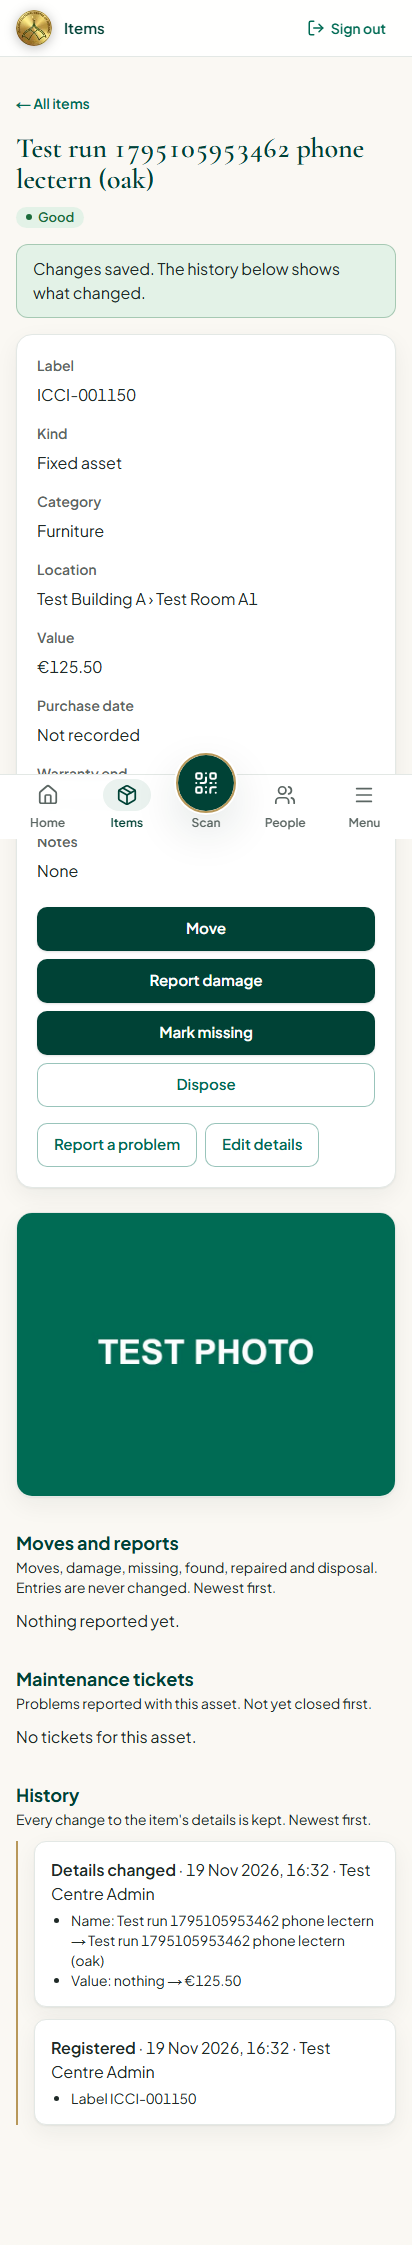 Items
Sign out
← All items
Test run 1795105953462 phone
lectern (oak)
Good
Changes saved. The history below shows
what changed.
Label
ICCI-001150
Kind
Fixed asset
Category
Furniture
Location
Test Building A › Test Room A1
Value
€125.50
Purchase date
Not recorded
Warranty end
Home
Items
Scan
People
Menu
Notes
None
Move
Report damage
Mark missing
Dispose
Report a problem
Edit details
TEST PHOTO
Moves and reports
Moves, damage, missing, found, repaired and disposal.
Entries are never changed. Newest first.
Nothing reported yet.
Maintenance tickets
Problems reported with this asset. Not yet closed first.
No tickets for this asset.
History
Every change to the item's details is kept. Newest first.
Details changed · 19 Nov 2026, 16:32 · Test
Centre Admin
• Name: Test run 1795105953462 phone lectern
→ Test run 1795105953462 phone lectern
(oak)
• Value: nothing → €125.50
Registered · 19 Nov 2026, 16:32 · Test
Centre Admin
• Label ICCI-001150